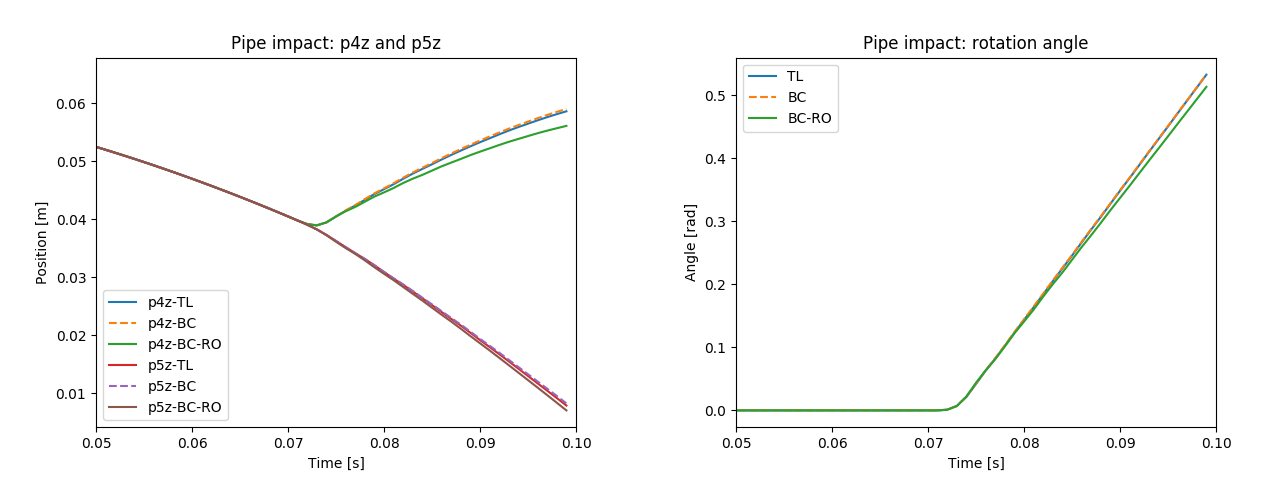 Pipe impact: p4z and p5z
Position [m]
0.06
0.05
0.04
0.03
0.02
0.01
p4z-TL
p4z-BC
p4z-BC-RO
p5z-TL
p5z-BC
p5z-BC-RO
0.05 0.06 0.07 0.08 0.09 0.10
Time [s]
Pipe impact: rotation angle
Angle [rad]
0.5
0.4
0.3
0.2
0.1
0.0
TL
BC
BC-RO
0.05 0.06 0.07 0.08 0.09 0.10
Time [s]